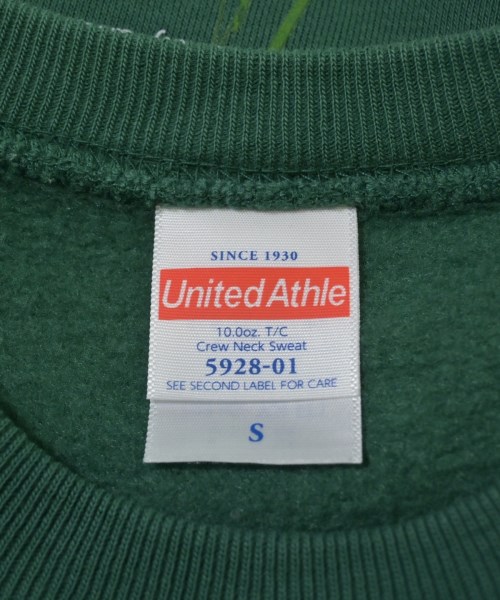 SINCE 1930
United Athle
10.0oz. T/C
Crew Neck Sweat
5928-01
SEE SECOND LABEL FOR CARE
S